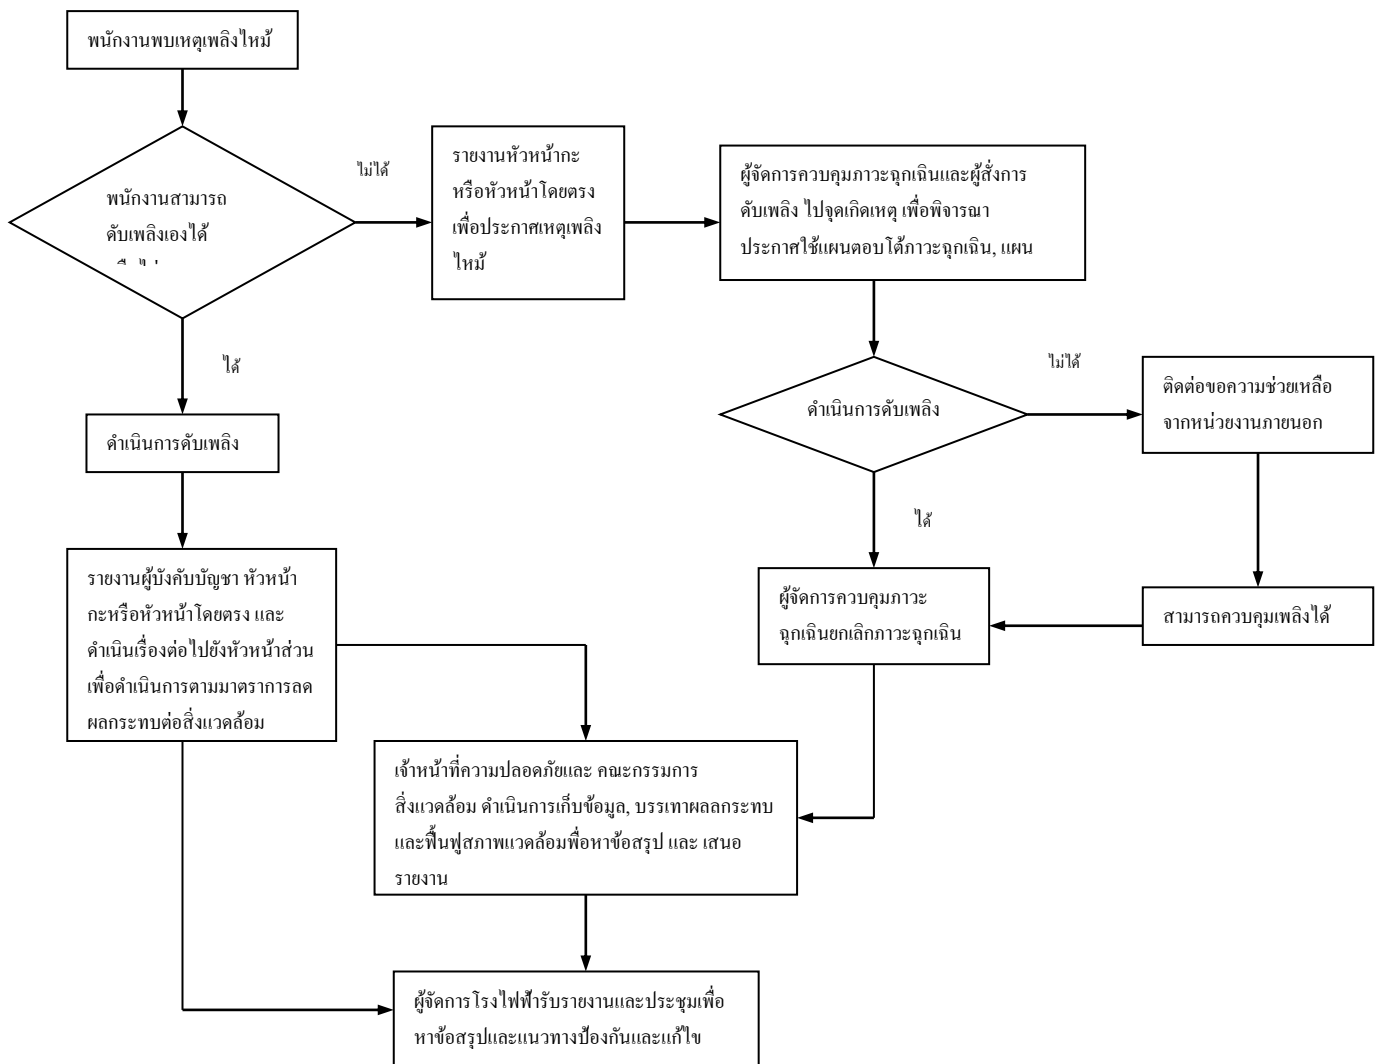 พนักงานพบเหตุเพลิงไหม้
พนักงานสามารถ
ดับเพลิงเองได้
ไม่ได้
รายงานหัวหน้ากะ
หรือหัวหน้าโดยตรง
เพื่อประกาศเหตุเพลิง
ไหม้
ผู้จัดการควบคุมภาวะฉุกเฉินและผู้สั่งการ
ดับเพลิง ไปจุดเกิดเหตุ เพื่อพิจารณา
ประกาศใช้แผนตอบโต้ภาวะฉุกเฉิน, แผน
ได้
ดำเนินการดับเพลิง
ดำเนินการดับเพลิง
ไม่ได้
ติดต่อขอความช่วยเหลือ
จากหน่วยงานภายนอก
ได้
รายงานผู้บังคับบัญชา หัวหน้า
กะหรือหัวหน้าโดยตรง และ
ดำเนินเรื่องต่อไปยังหัวหน้าส่วน
เพื่อดำเนินการตามมาตราการลด
ผลกระทบต่อสิ่งแวดล้อม
ผู้จัดการควบคุมภาวะ
ฉุกเฉินยกเลิกภาวะฉุกเฉิน
สามารถควบคุมเพลิงได้
เจ้าหน้าที่ความปลอดภัยและ คณะกรรมการ
สิ่งแวดล้อม ดำเนินการเก็บข้อมูล, บรรเทาผลลกระทบ
และฟื้นฟูสภาพแวดล้อมพื่อหาข้อสรุป และ เสนอ
รายงาน
ผู้จัดการโรงไฟฟ้ารับรายงานและประชุมเพื่อ
หาข้อสรุปและแนวทางป้องกันและแก้ไข